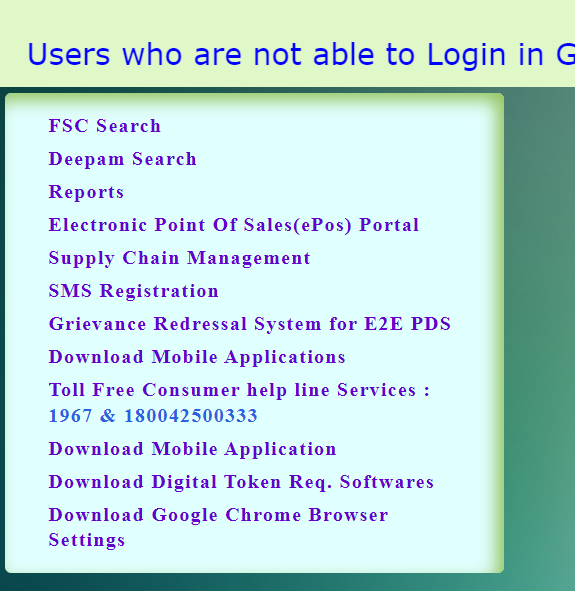 Users who are not able to Login in G
FSC Search
Deepam Search
Reports
Electronic Point Of Sales(ePos) Portal
Supply Chain Management
SMS Registration
Grievance Redressal System for E2E PDS
Download Mobile Applications
Toll Free Consumer help line Services :
1967 & 180042500333
Download Mobile Application
Download Digital Token Req. Softwares
Download Google Chrome Browser
Settings